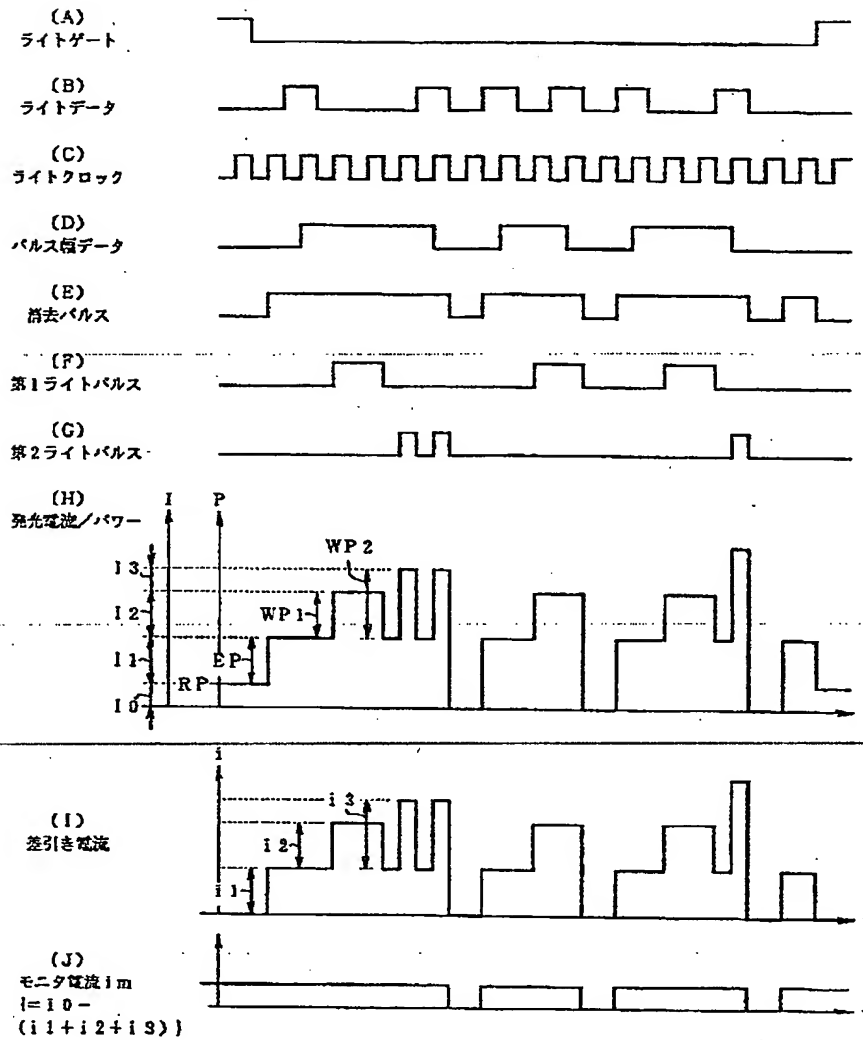 (A)
ライトゲート
(B)
ライトデータ
(C)
ライトクロック
(D)
パルス幅データ
(E)
消去パルス
(F)
第1ライトパルス
(G)
第2ライトパルス
(H)
発光電流/パワー
I
P
WP2
I3
I2
WP1
I1
EP
RP
I0
i
(I)
差引き電流
i3
i2
i1
(J)
モニタ電流im
{=i0-
(i1+i2+i3)}